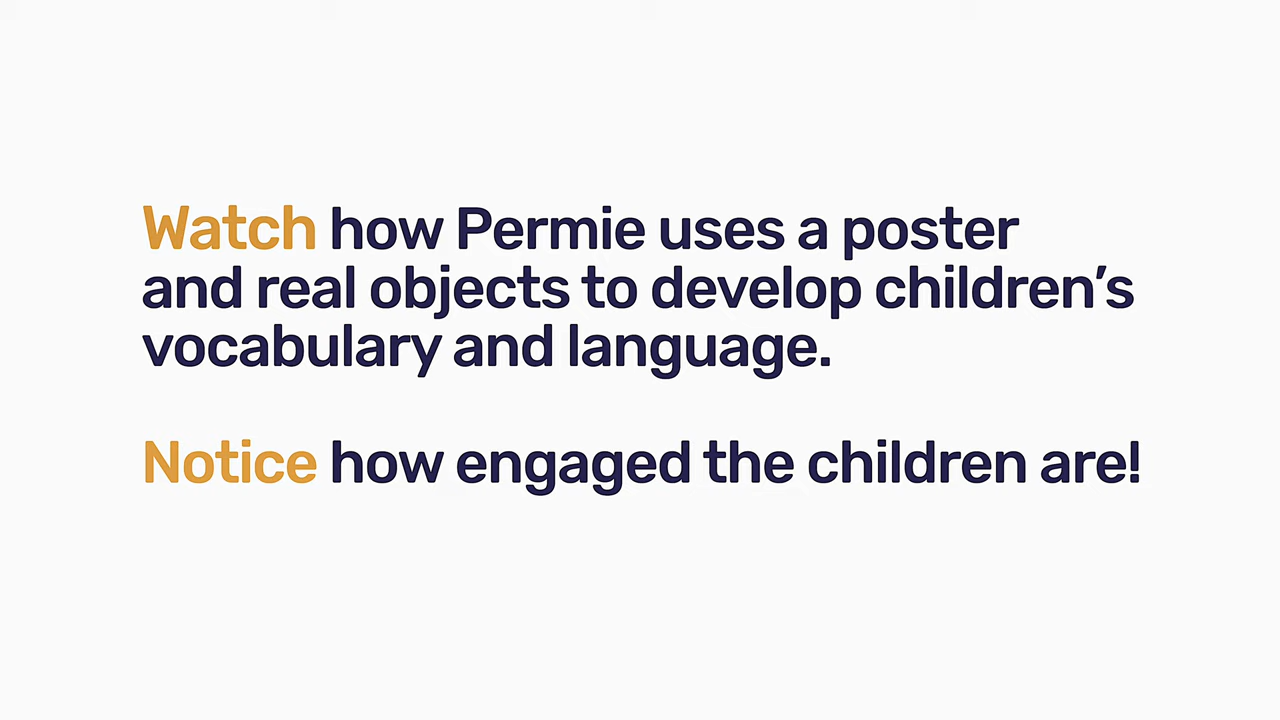 Watch how Permie uses a poster
and real objects to develop children’s
vocabulary and language.
Notice how engaged the children are!